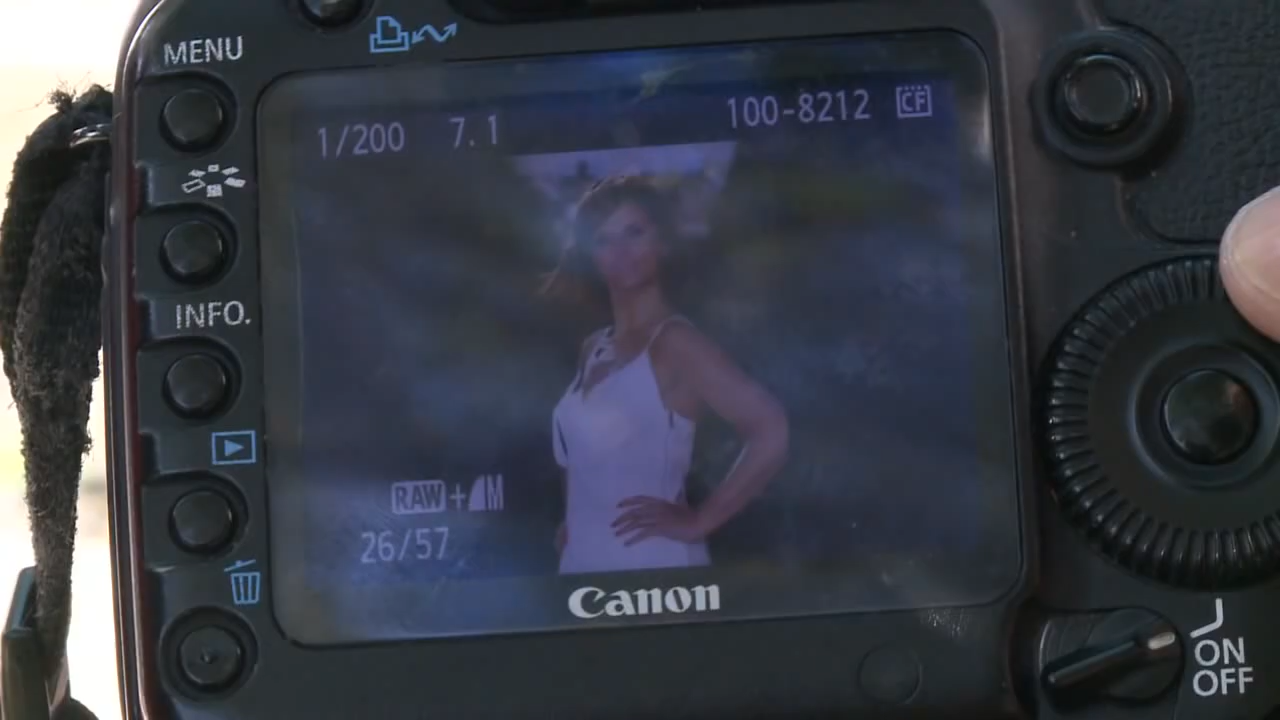 MENU
1/200 7.1 100-8212 CF
INFO.
RAW+M
26/57
Canon
ON
OFF